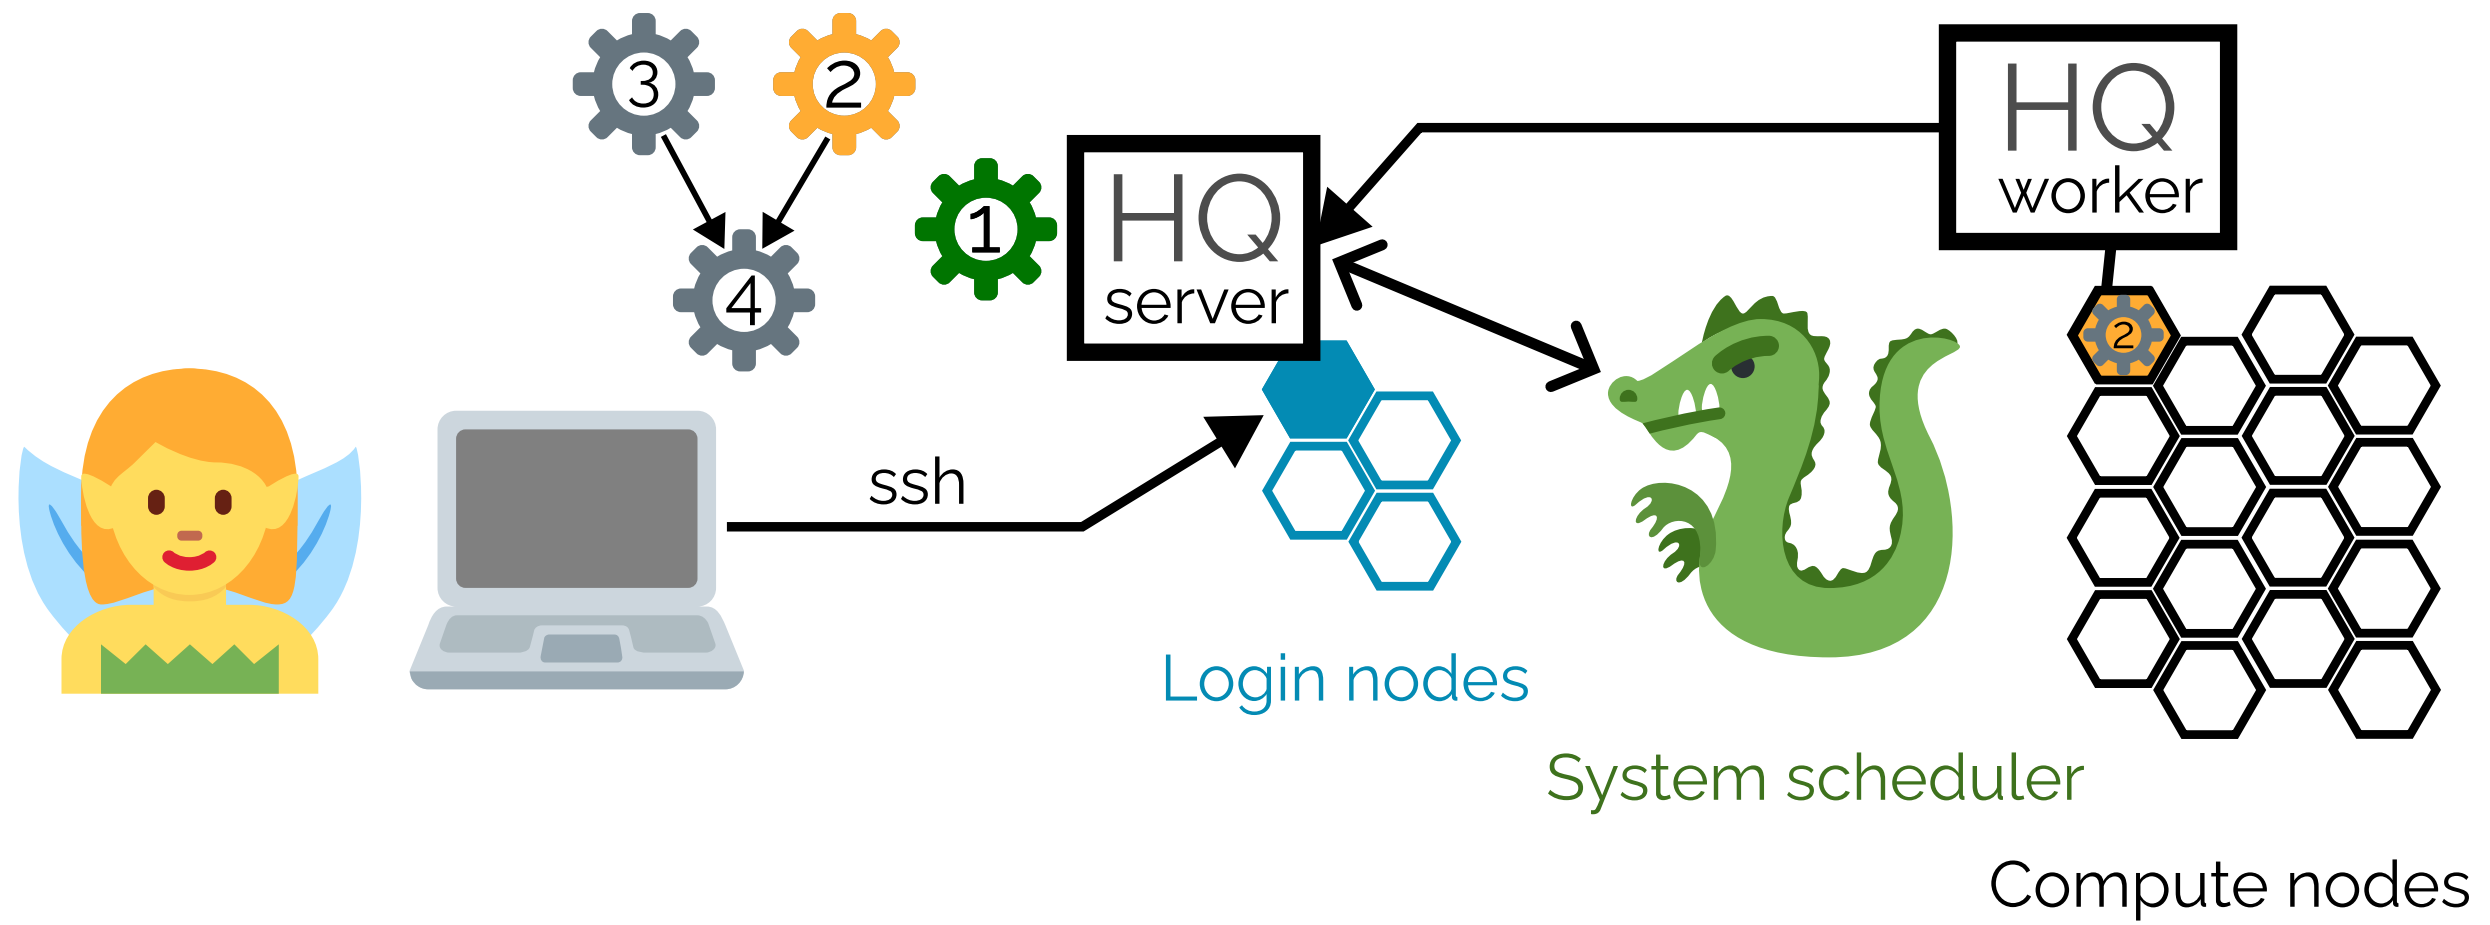 3
2
1
4
HQ
server
HQ
worker
2
ssh
Login nodes
System scheduler
Compute nodes